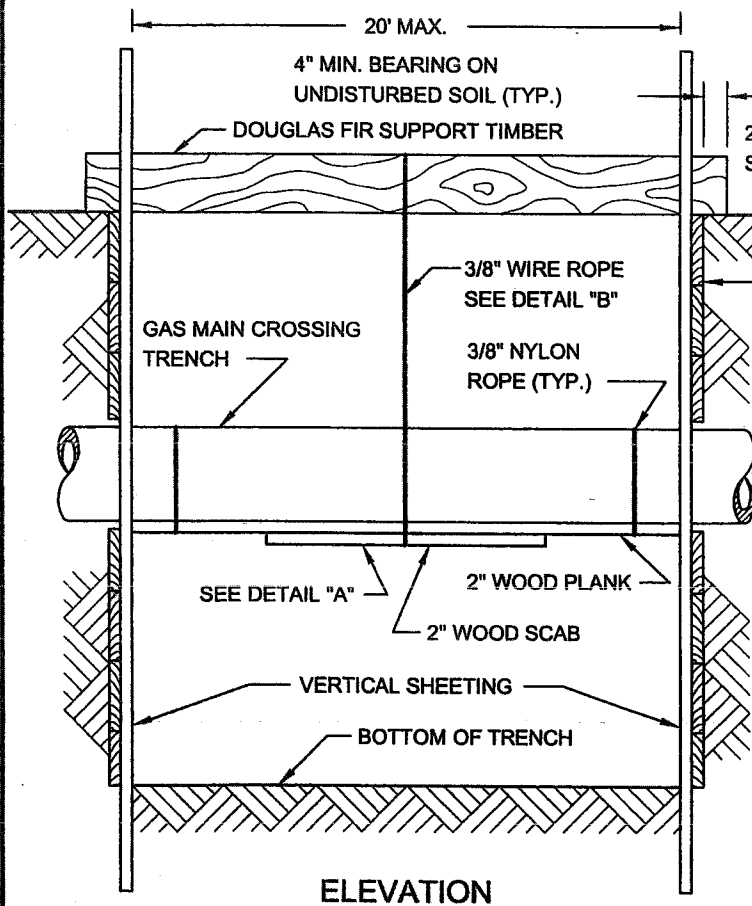 20' MAX.
4" MIN. BEARING ON
UNDISTURBED SOIL (TYP.)
2
S
DOUGLAS FIR SUPPORT TIMBER
3/8" WIRE ROPE
SEE DETAIL "B"
GAS MAIN CROSSING
TRENCH
3/8" NYLON
ROPE (TYP.)
SEE DETAIL "A"
2" WOOD PLANK
2" WOOD SCAB
VERTICAL SHEETING
BOTTOM OF TRENCH
ELEVATION